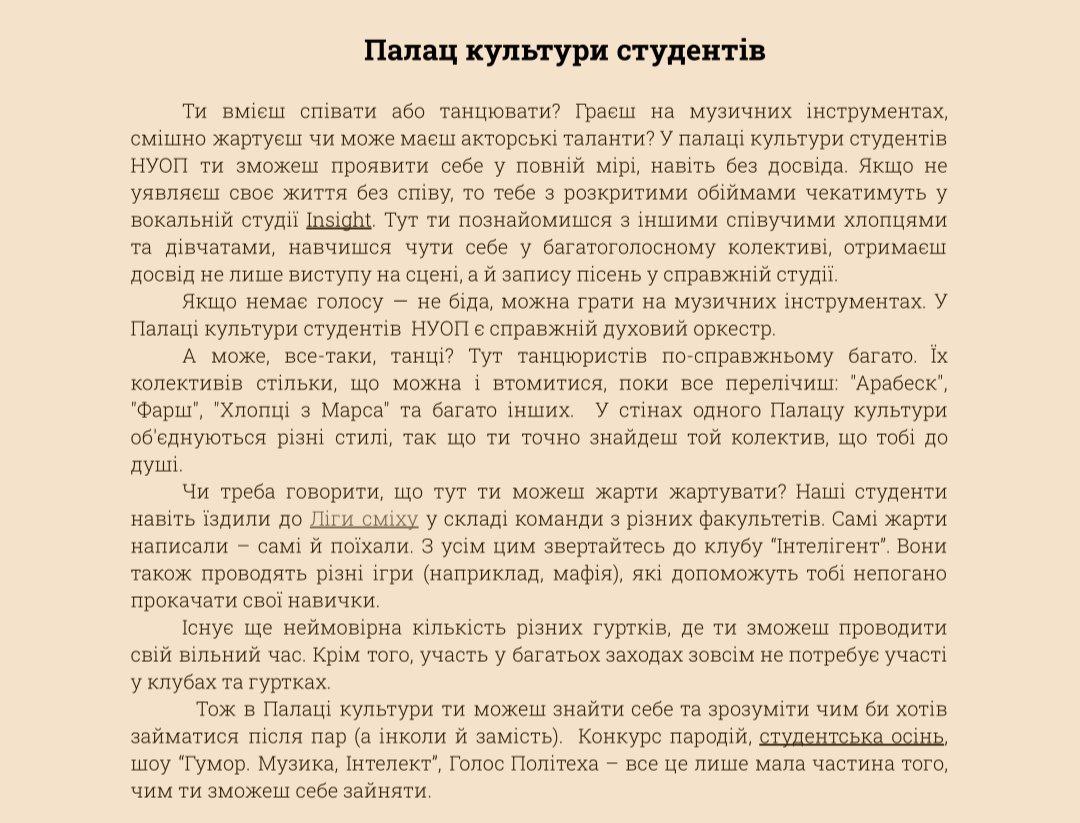 Палац культури студентів
Ти вмієш співати або танцювати? Граєш на музичних інструментах,
смішно жартуєш чи може маєш акторські таланти? У палаці культури студентів
НУОП ти зможеш проявити себе у повній мірі, навіть без досвіда. Якщо не
уявляєш своє життя без співу, то тебе з розкритими обіймами чекатимуть у
вокальній студії Insight. Тут ти познайомишся з іншими співучими хлопцями
та дівчатами, навчишся чути себе у багатоголосному колективі, отримаєш
досвід не лише виступу на сцені, а й запису пісень у справжній студії.
Якщо немає голосу — не біда, можна грати на музичних інструментах. У
Палаці культури студентів  НУОП є справжній духовий оркестр.
А може, все-таки, танці? Тут танцюристів по-справжньому багато. Їх
колективів стільки, що можна і втомитися, поки все перелічиш: "Арабеск",
"Фарш", "Хлопці з Марса" та багато інших.  У стінах одного Палацу культури
об'єднуються різні стилі, так що ти точно знайдеш той колектив, що тобі до
душі.
Чи треба говорити, що тут ти можеш жарти жартувати? Наші студенти
навіть їздили до Ліги сміху у складі команди з різних факультетів. Самі жарти
написали – самі й поїхали. З усім цим звертайтесь до клубу “Інтелігент”. Вони
також проводять різні ігри (наприклад, мафія), які допоможуть тобі непогано
прокачати свої навички.
Існує ще неймовірна кількість різних гуртків, де ти зможеш проводити
свій вільний час. Крім того, участь у багатьох заходах зовсім не потребує участі
у клубах та гуртках.
Тож в Палаці культури ти можеш знайти себе та зрозуміти чим би хотів
займатися після пар (а інколи й замість).  Конкурс пародій, студентська осінь,
шоу “Гумор. Музика, Інтелект”, Голос Політеха – все це лише мала частина того,
чим ти зможеш себе зайняти.